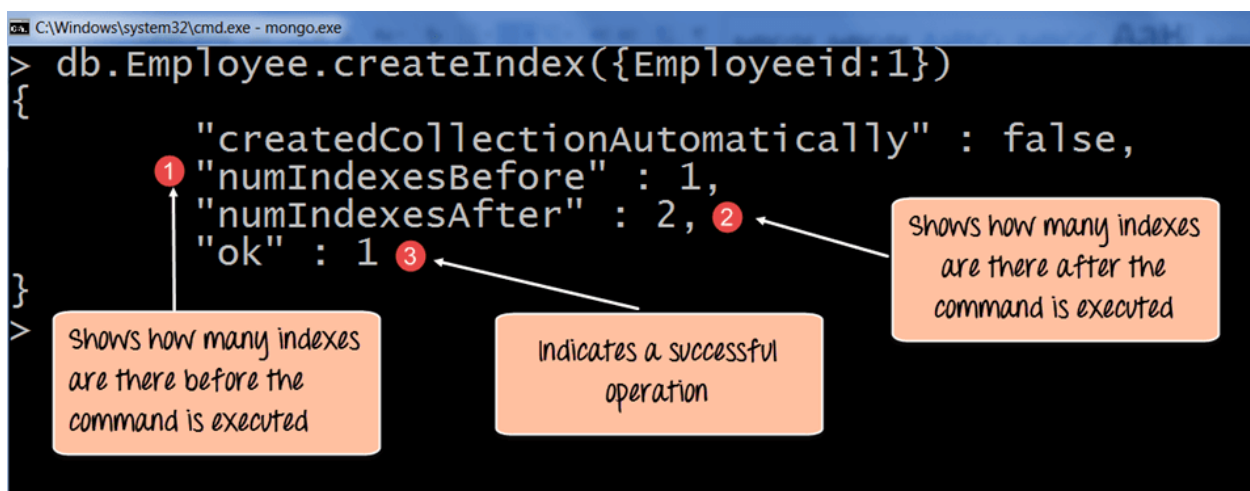 C:\Windows\system32\cmd.exe - mongo.exe
> db.Employee.createIndex({Employeeid:1})
{
"createdCollectionAutomatically" : false,
1 "numIndexesBefore" : 1,
"numIndexesAfter" : 2, 2
"ok" : 1 3
}
>
Shows how many indexes
are there before the
command is executed
Indicates a successful
operation
Shows how many indexes
are there after the
command is executed